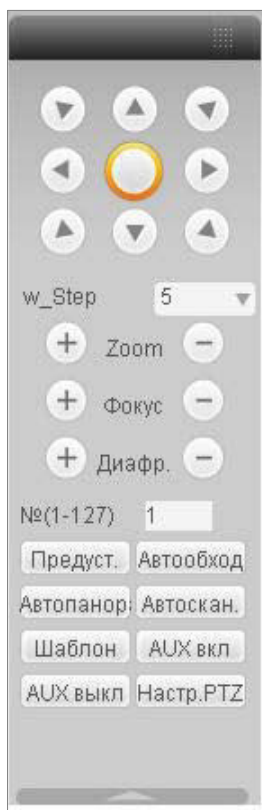 w_Step 5
+ Zoom −
+ Фокус −
+ Диафр. −
№(1-127) 1
Предуст. Автообход
Автопанор Автоскан.
Шаблон AUX вкл
AUX выкл Настр.PTZ